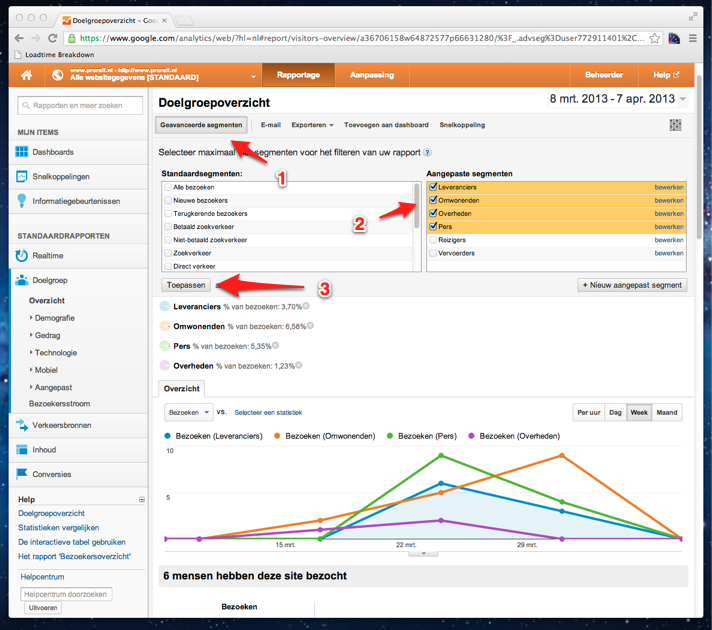 Doelgroepoverzicht – Goo
https://www.google.com/analytics/web/?hl=nl#report/visitors-overview/a36706158w64872577p66631280/%3F_.advseg%3Duser772911401%2C...
Loadtime Breakdown
www.prorail.nl - http://www.prorail.nl
Alle websitegegevens [STANDAARD]
Rapportage
Aanpassing
Beheerder
Help
Rapporten en meer zoeken
MIJN ITEMS
Dashboards
Snelkoppelingen
Informatiegebeurtenissen
STANDAARDRAPPORTEN
Realtime
Doelgroep
Overzicht
Demografie
Gedrag
Technologie
Mobiel
Aangepast
Bezoekersstroom
Verkeersbronnen
Inhoud
Conversies
Help
Doelgroepoverzicht
Statistieken vergelijken
De interactieve tabel gebruiken
Het rapport 'Bezoekersoverzicht'
Helpcentrum
Helpcentrum doorzoeken
Uitvoeren
Doelgroepoverzicht
8 mrt. 2013 - 7 apr. 2013
Geavanceerde segmenten
E-mail
Exporteren
Toevoegen aan dashboard
Snelkoppeling
Selecteer maximaal segmenten voor het filteren van uw rapport ?
1
Standaardsegmenten:
Alle bezoeken
Nieuwe bezoekers
Terugkerende bezoekers
Betaald zoekverkeer
Niet-betaald zoekverkeer
Zoekverkeer
Direct verkeer
2
Aangepaste segmenten
Leveranciers bewerken
Omwonenden bewerken
Overheden bewerken
Pers bewerken
Reizigers bewerken
Vervoerders bewerken
Toepassen
3
+ Nieuw aangepast segment
Leveranciers % van bezoeken: 3,70%
Omwonenden % van bezoeken: 6,58%
Pers % van bezoeken: 5,35%
Overheden % van bezoeken: 1,23%
Overzicht
Bezoeken
vs.
Selecteer een statistiek
Per uur
Dag
Week
Maand
Bezoeken (Leveranciers)
Bezoeken (Omwonenden)
Bezoeken (Pers)
Bezoeken (Overheden)
10
5
15 mrt.
22 mrt.
29 mrt.
6 mensen hebben deze site bezocht
Bezoeken